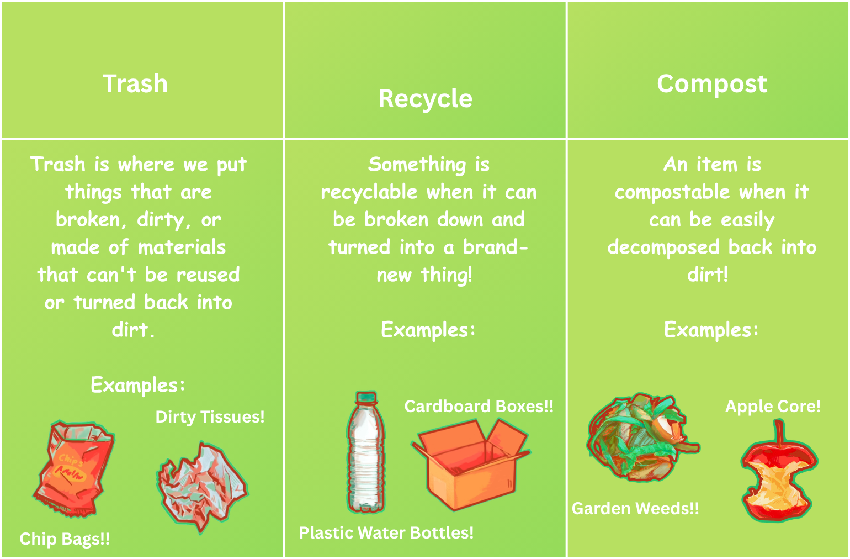 Trash
Trash is where we put
things that are
broken, dirty, or
made of materials
that can't be reused
or turned back into
dirt.
Examples:
Dirty Tissues!
Chip Bags!!
Recycle
Something is
recyclable when it can
be broken down and
turned into a brand-
new thing!
Examples:
Cardboard Boxes!!
Plastic Water Bottles!
Compost
An item is
compostable when it
can be easily
decomposed back into
dirt!
Examples:
Apple Core!
Garden Weeds!!